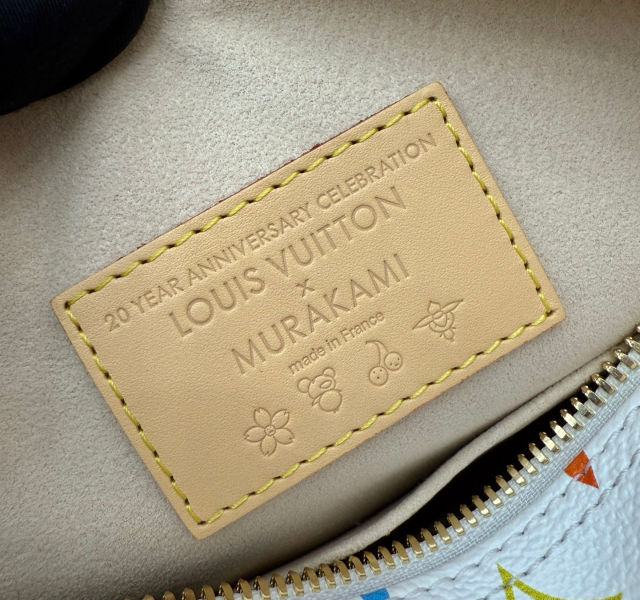 20 YEAR ANNIVERSARY CELEBRATION
LOUIS VUITTON
x
MURAKAMI
made in France